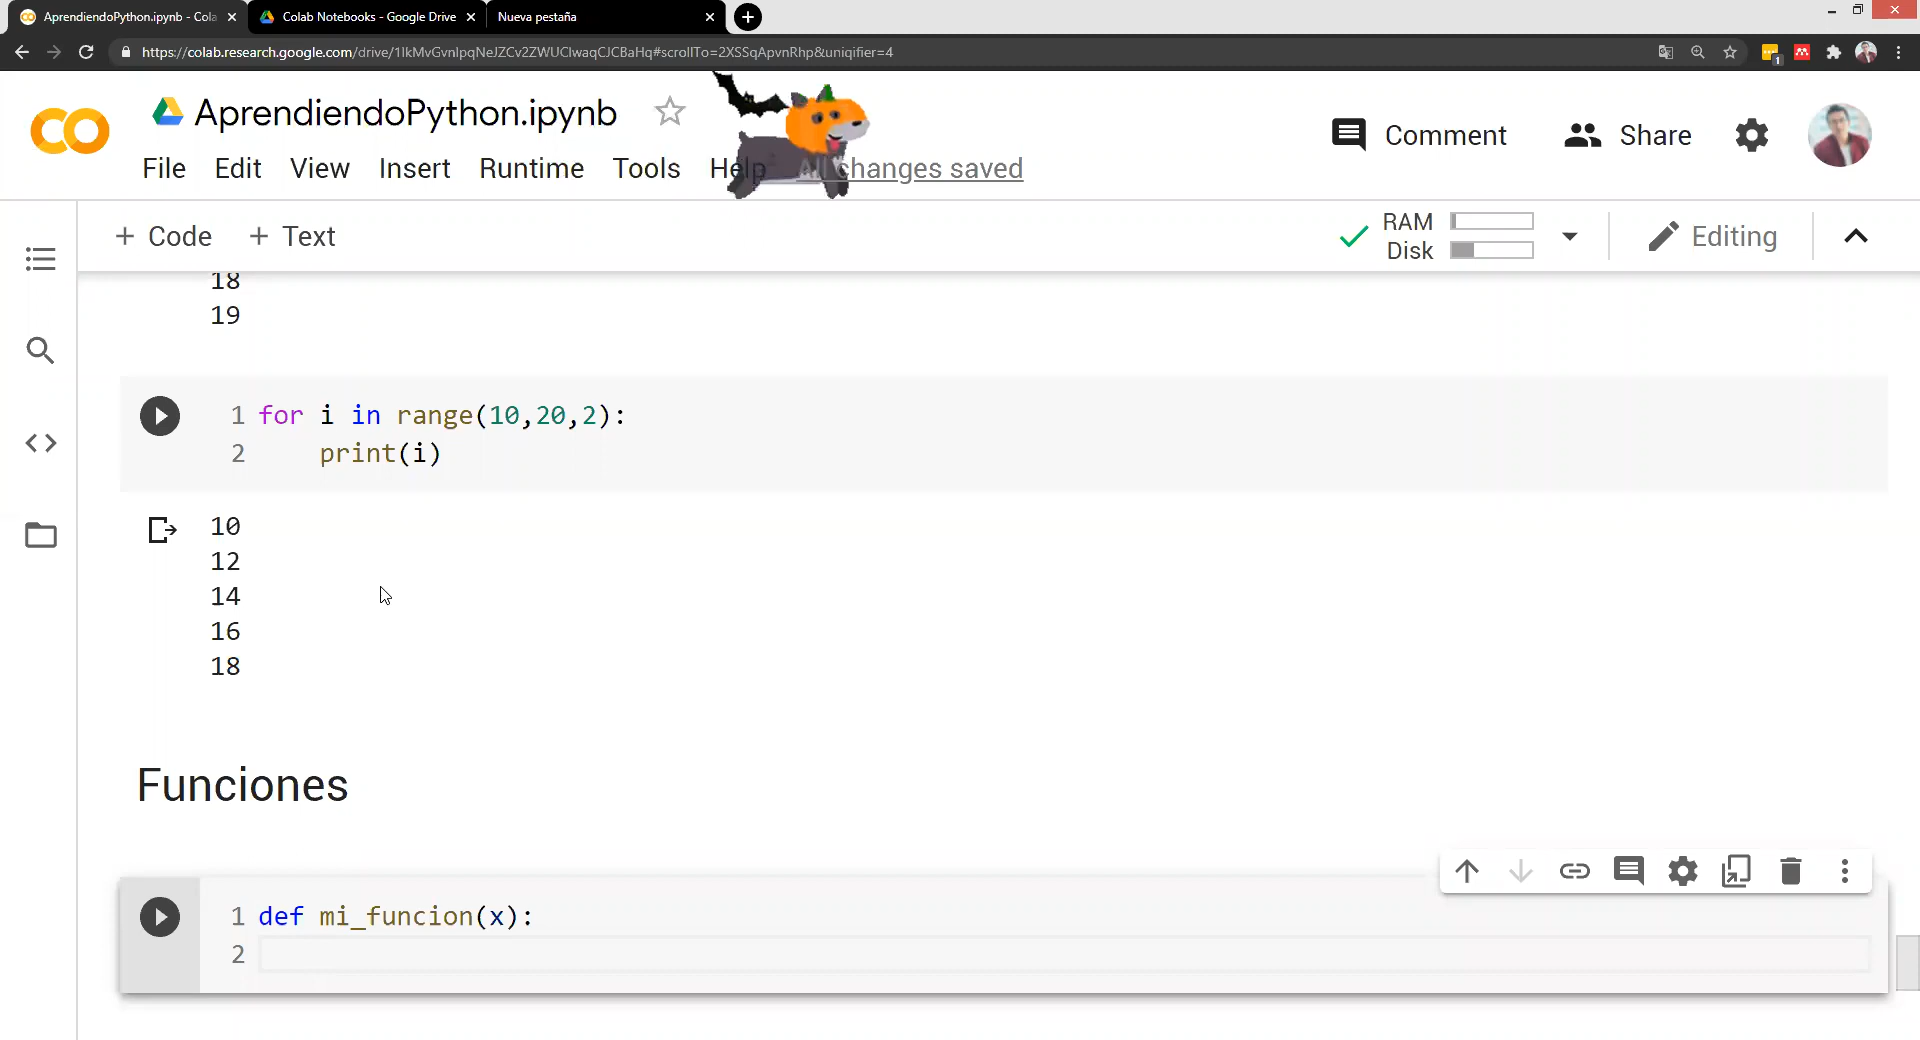 AprendiendoPython.ipynb - Cola
Colab Notebooks - Google Drive
Nueva pestaña
https://colab.research.google.com/drive/1IkMvGvnlpqNeJZCv2ZWUClwaqCJCBaHq#scrollTo=2XSSqApvnRhp&uniqifier=4
1
CO
AprendiendoPython.ipynb
File Edit View Insert Runtime Tools Help All changes saved
Comment
Share
+ Code + Text
RAM
Disk
Editing
18
19
1 for i in range(10,20,2):
2 print(i)
10
12
14
16
18
Funciones
1 def mi_funcion(x):
2